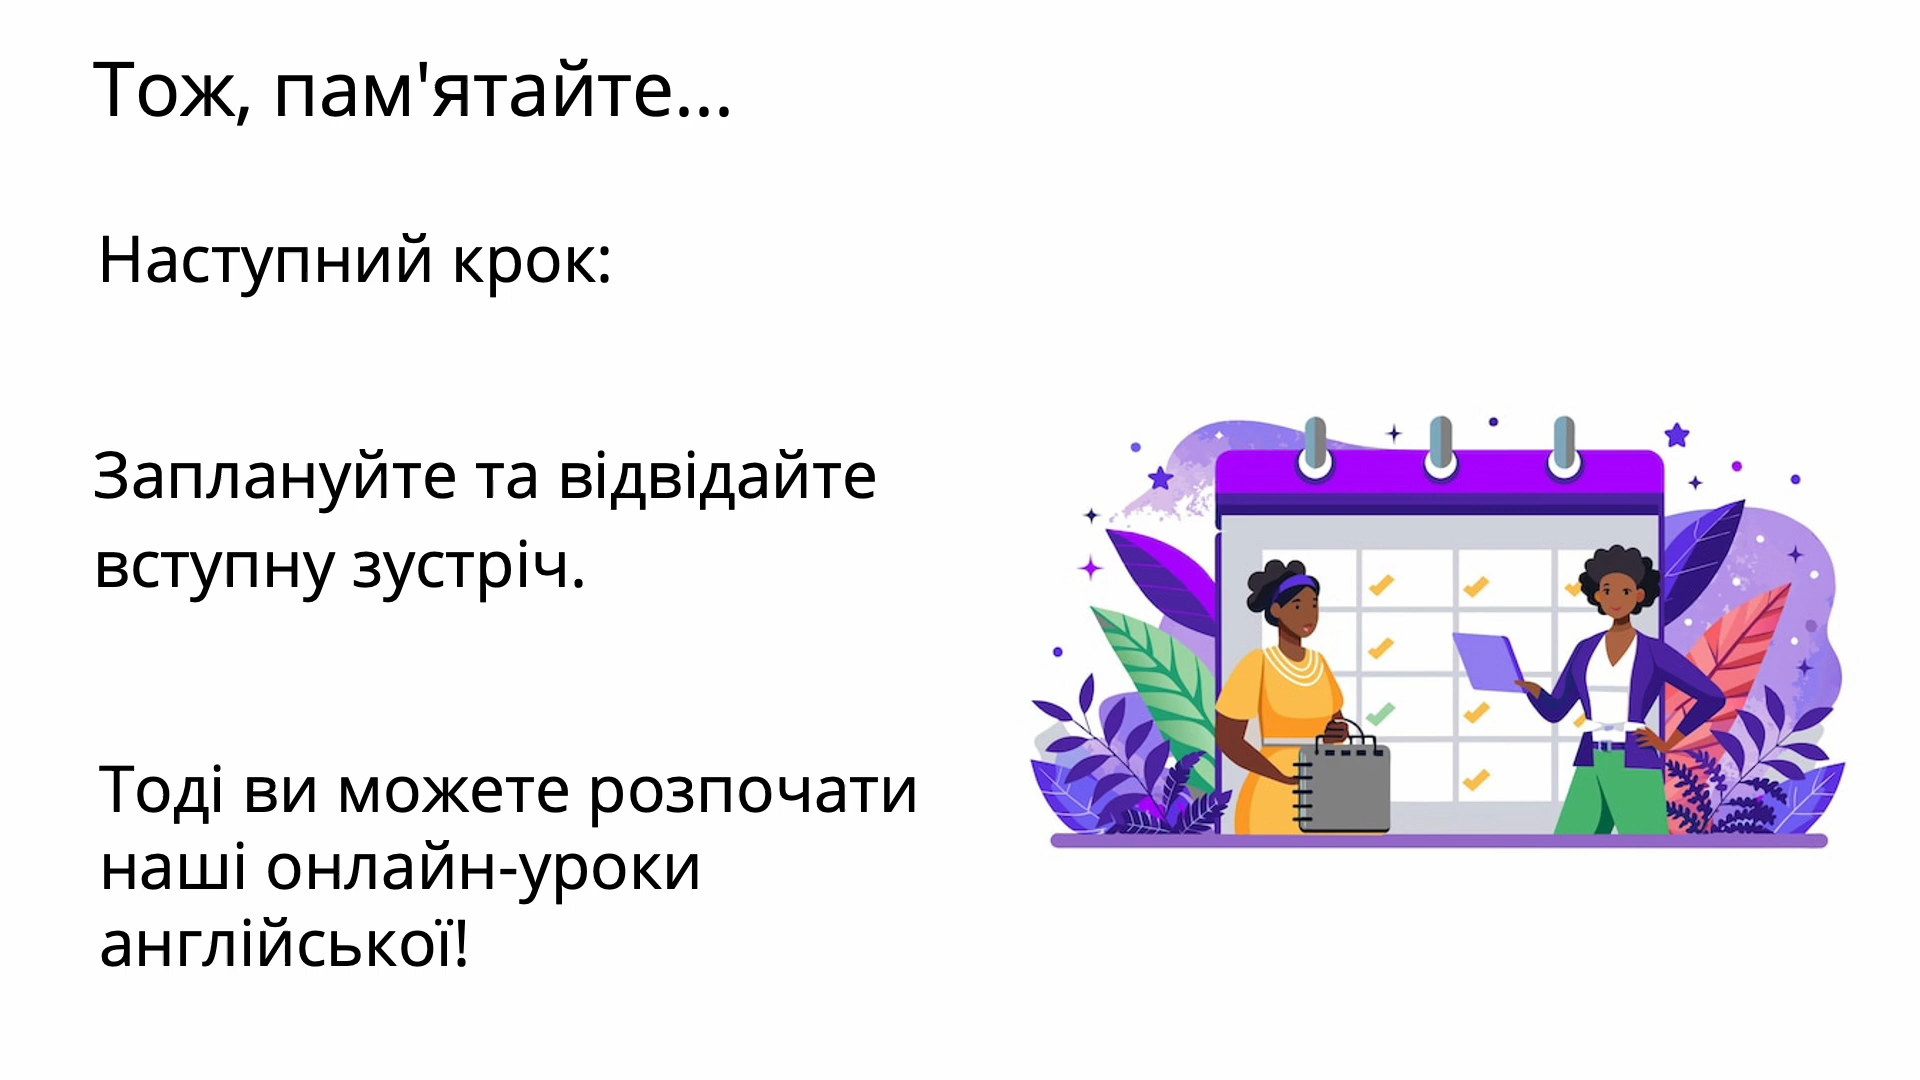 Тож, пам'ятайте...
Наступний крок:
Заплануйте та відвідайте
вступну зустріч.
Тоді ви можете розпочати
наші онлайн-уроки
англійської!